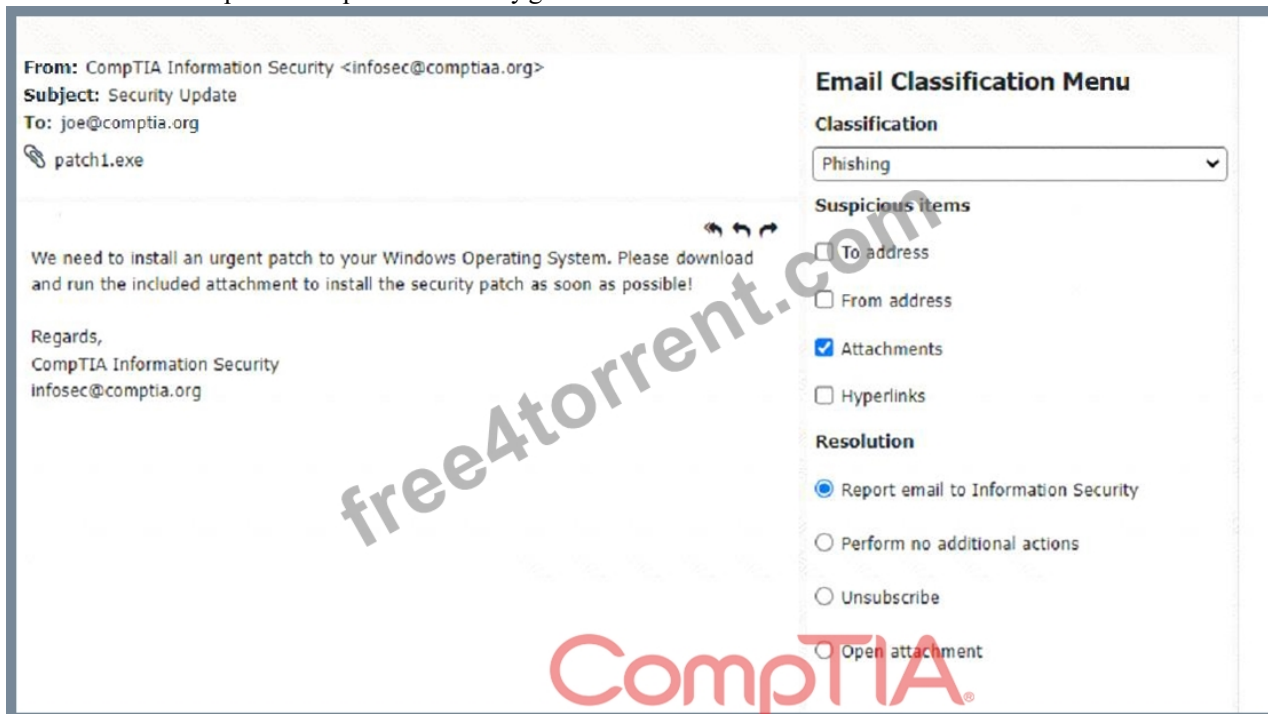 From: CompTIA Information Security <infosec@comptiaa.org>
Subject: Security Update
To: joe@comptia.org
patch1.exe
We need to install an urgent patch to your Windows Operating System. Please download
and run the included attachment to install the security patch as soon as possible!
Regards,
CompTIA Information Security
infosec@comptia.org
Email Classification Menu
Classification
Phishing
Suspicious items
To address
From address
Attachments
Hyperlinks
Resolution
Report email to Information Security
Perform no additional actions
Unsubscribe
Open attachment
free4torrent.com
CompTIA®